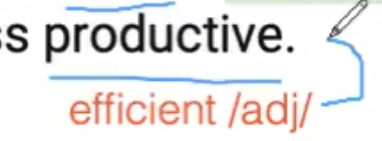 productive.
efficient /adj/